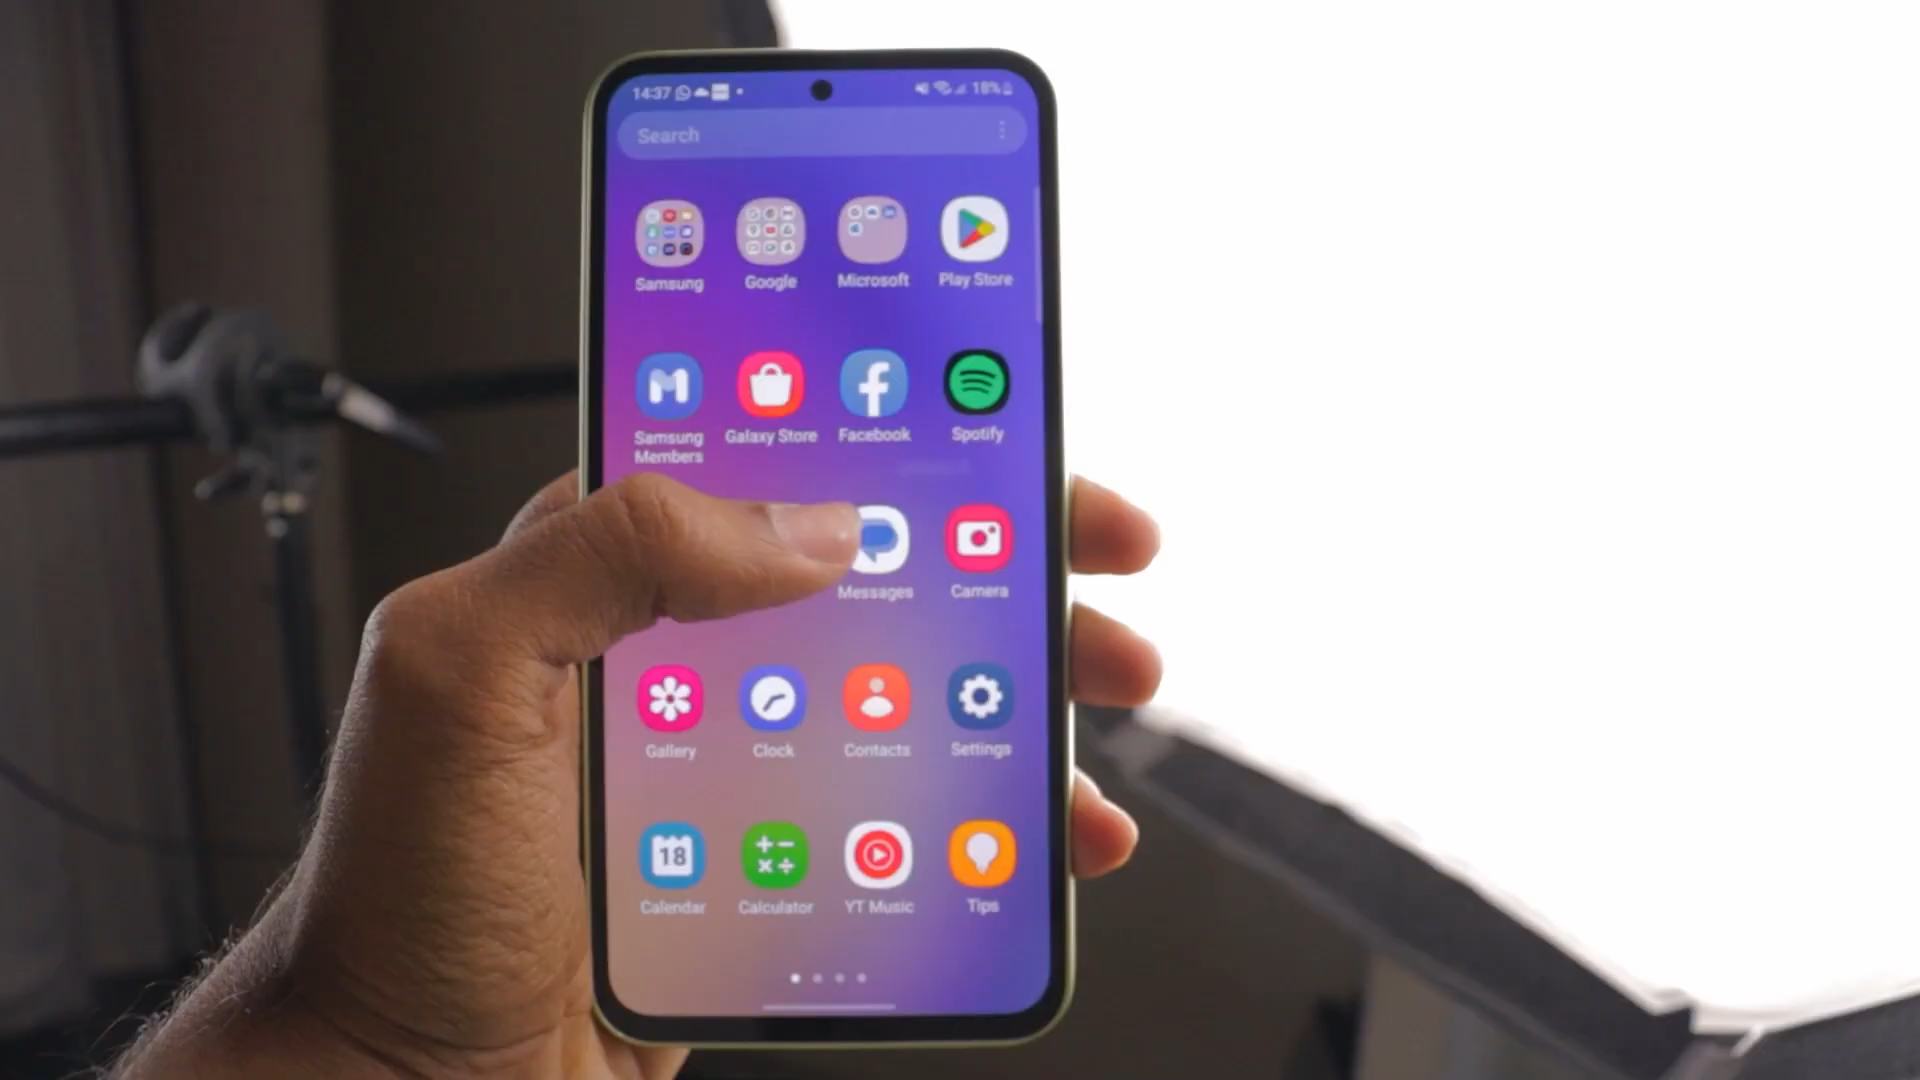 14:37
18%
Search
Samsung Google Microsoft Play Store
Samsung Members Galaxy Store Facebook Spotify
Messages Camera
Gallery Clock Contacts Settings
18
Calendar Calculator YT Music Tips